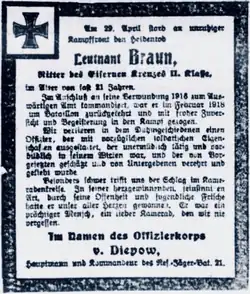 Am 29. April starb an unruhiger
Kampffront den Heldentod
Leutnant Braun,
Ritter des Eisernen Kreuzes II. Klasse,
im Alter von fast 21 Jahren.
Im Anschluß an seine Verwundung 1916 zum Aus-
wärtigen Amt kommandiert, war er im Februar 1918
zum Bataillon zurückgekehrt und mit froher Zuver-
sicht und Begeisterung in den Kampf gezogen.
Wir verlieren in dem Dahingeschiedenen einen
Offizier, der mit vorzüglichen soldatischen Eigen-
schaften ausgestattet, der unermüdlich tätig und vor-
bildlich in seinem Wirken war, und der den Vor-
gesetzten geschätzt und von Untergebenen verehrt und
geliebt wurde.
Besonders schwer trifft uns der Schlag im Kame-
radenkreise. In seiner herzgewinnenden, feinsinnigen
Art, durch seine Offenheit und jugendliche Frische
hatte er unser aller Herzen gewonnen. Er war ein
prächtiger Mensch, ein lieber Kamerad, den wir nie
vergessen.
Im Namen des Offizierkorps
v. Diepow,
Hauptmann und Kommandeur des Res.-Jäger-Bat. 21.